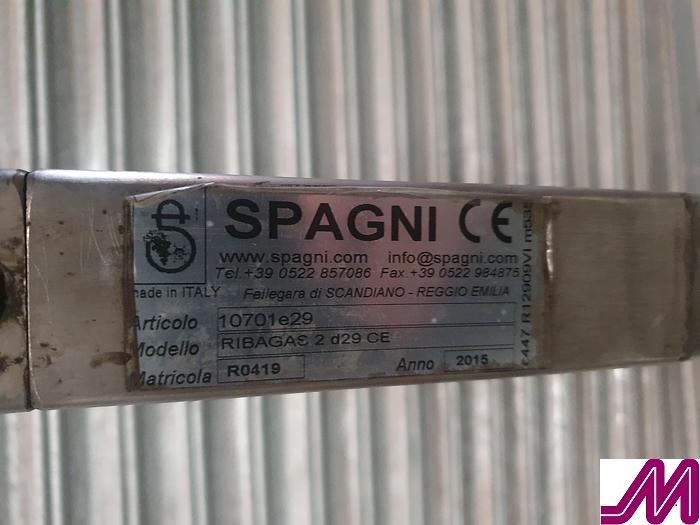 SPAGNI CE
www.spagni.com info@spagni.com
Tel.+39 0522 857086 Fax.+39 0522 984875
made in ITALY Fellegara di SCANDIANO - REGGIO EMILIA
Articolo 10701e29
Modello RIBAGAS 2 d29 CE
Matricola R0419 Anno 2015
R12909VI